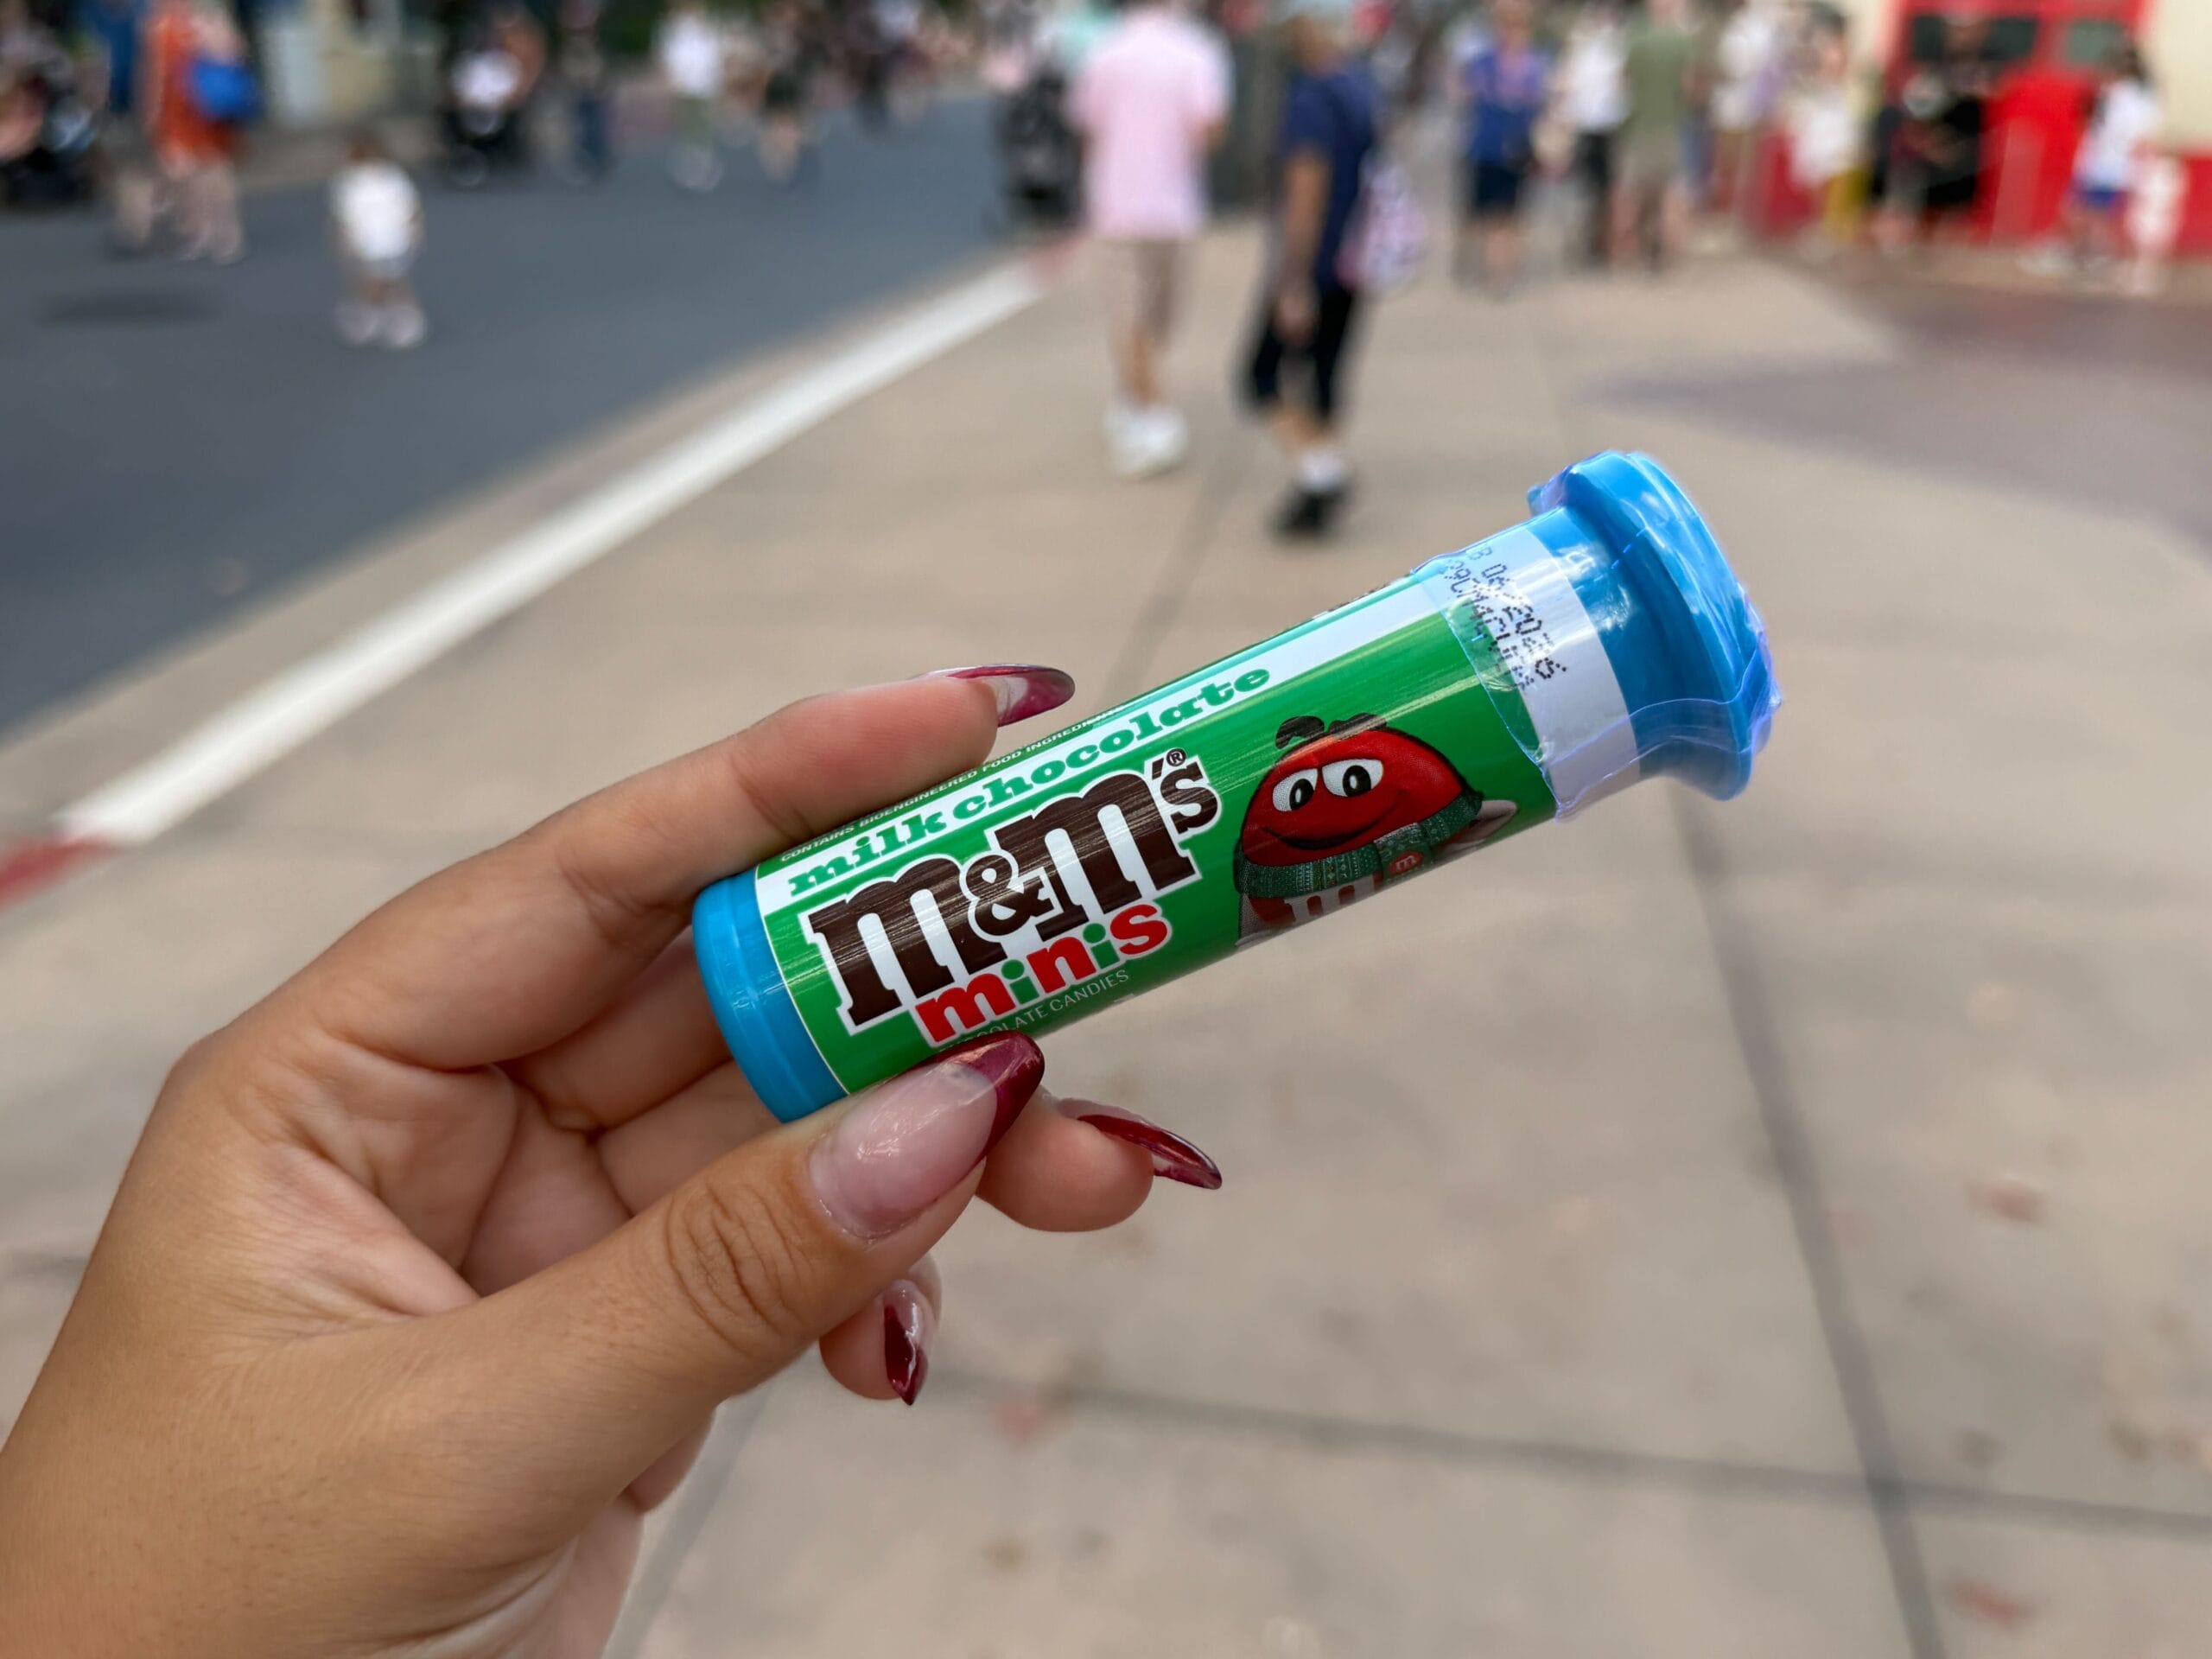 CONTAINS BIOENGINEERED FOOD INGREDIENTS
milk chocolate
m&m's®
minis
CHOCOLATE CANDIES
m